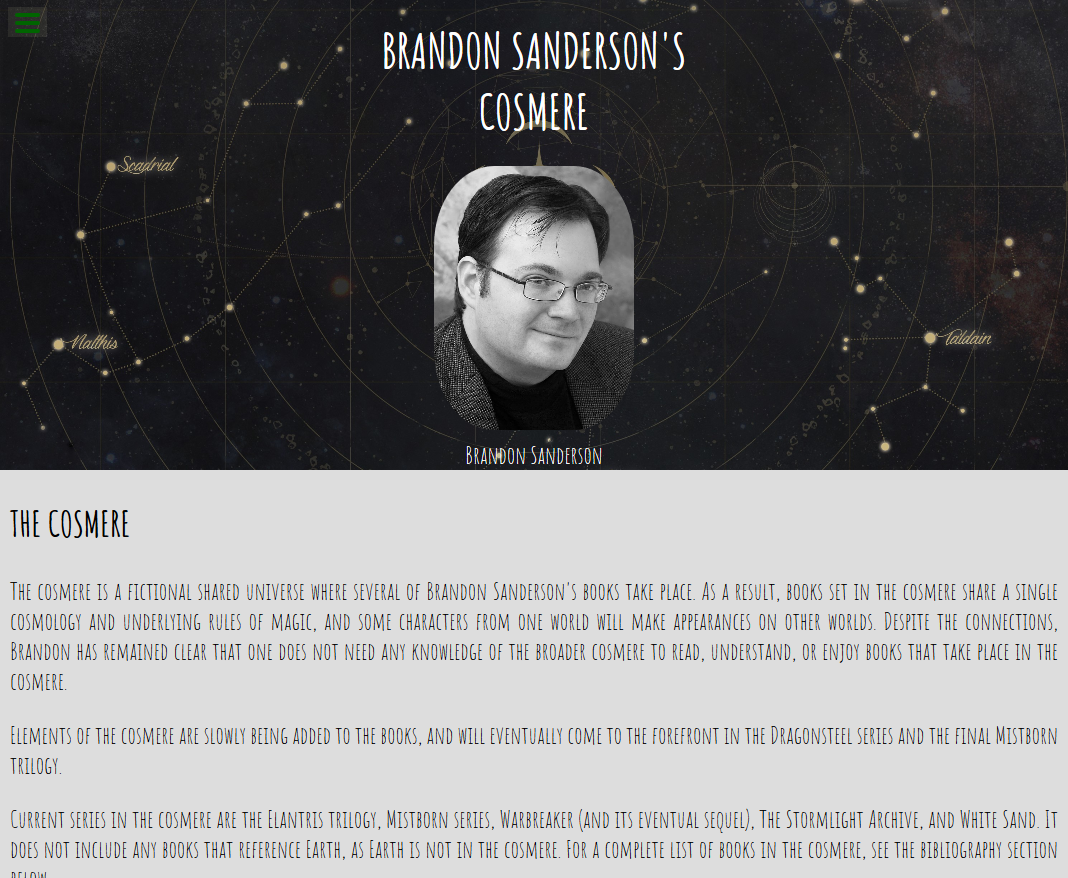 BRANDON SANDERSON'S
COSMERE
Scadrial
Nalthis
Taldain
Brandon Sanderson
THE COSMERE
The cosmere is a fictional shared universe where several of Brandon Sanderson's books take place. As a result, books set in the cosmere share a single
cosmology and underlying rules of magic, and some characters from one world will make appearances on other worlds. Despite the connections,
Brandon has remained clear that one does not need any knowledge of the broader cosmere to read, understand, or enjoy books that take place in the
cosmere.
Elements of the cosmere are slowly being added to the books, and will eventually come to the forefront in the Dragonsteel series and the final Mistborn
trilogy.
Current series in the cosmere are the Elantris trilogy, Mistborn series, Warbreaker (and its eventual sequel), The Stormlight Archive, and White Sand. It
does not include any books that reference Earth, as Earth is not in the cosmere. For a complete list of books in the cosmere, see the bibliography section
below.